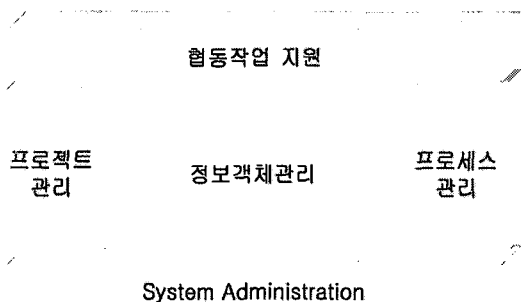 협동작업 지원
프로젝트
관리
정보객체관리
프로세스
관리
System Administration